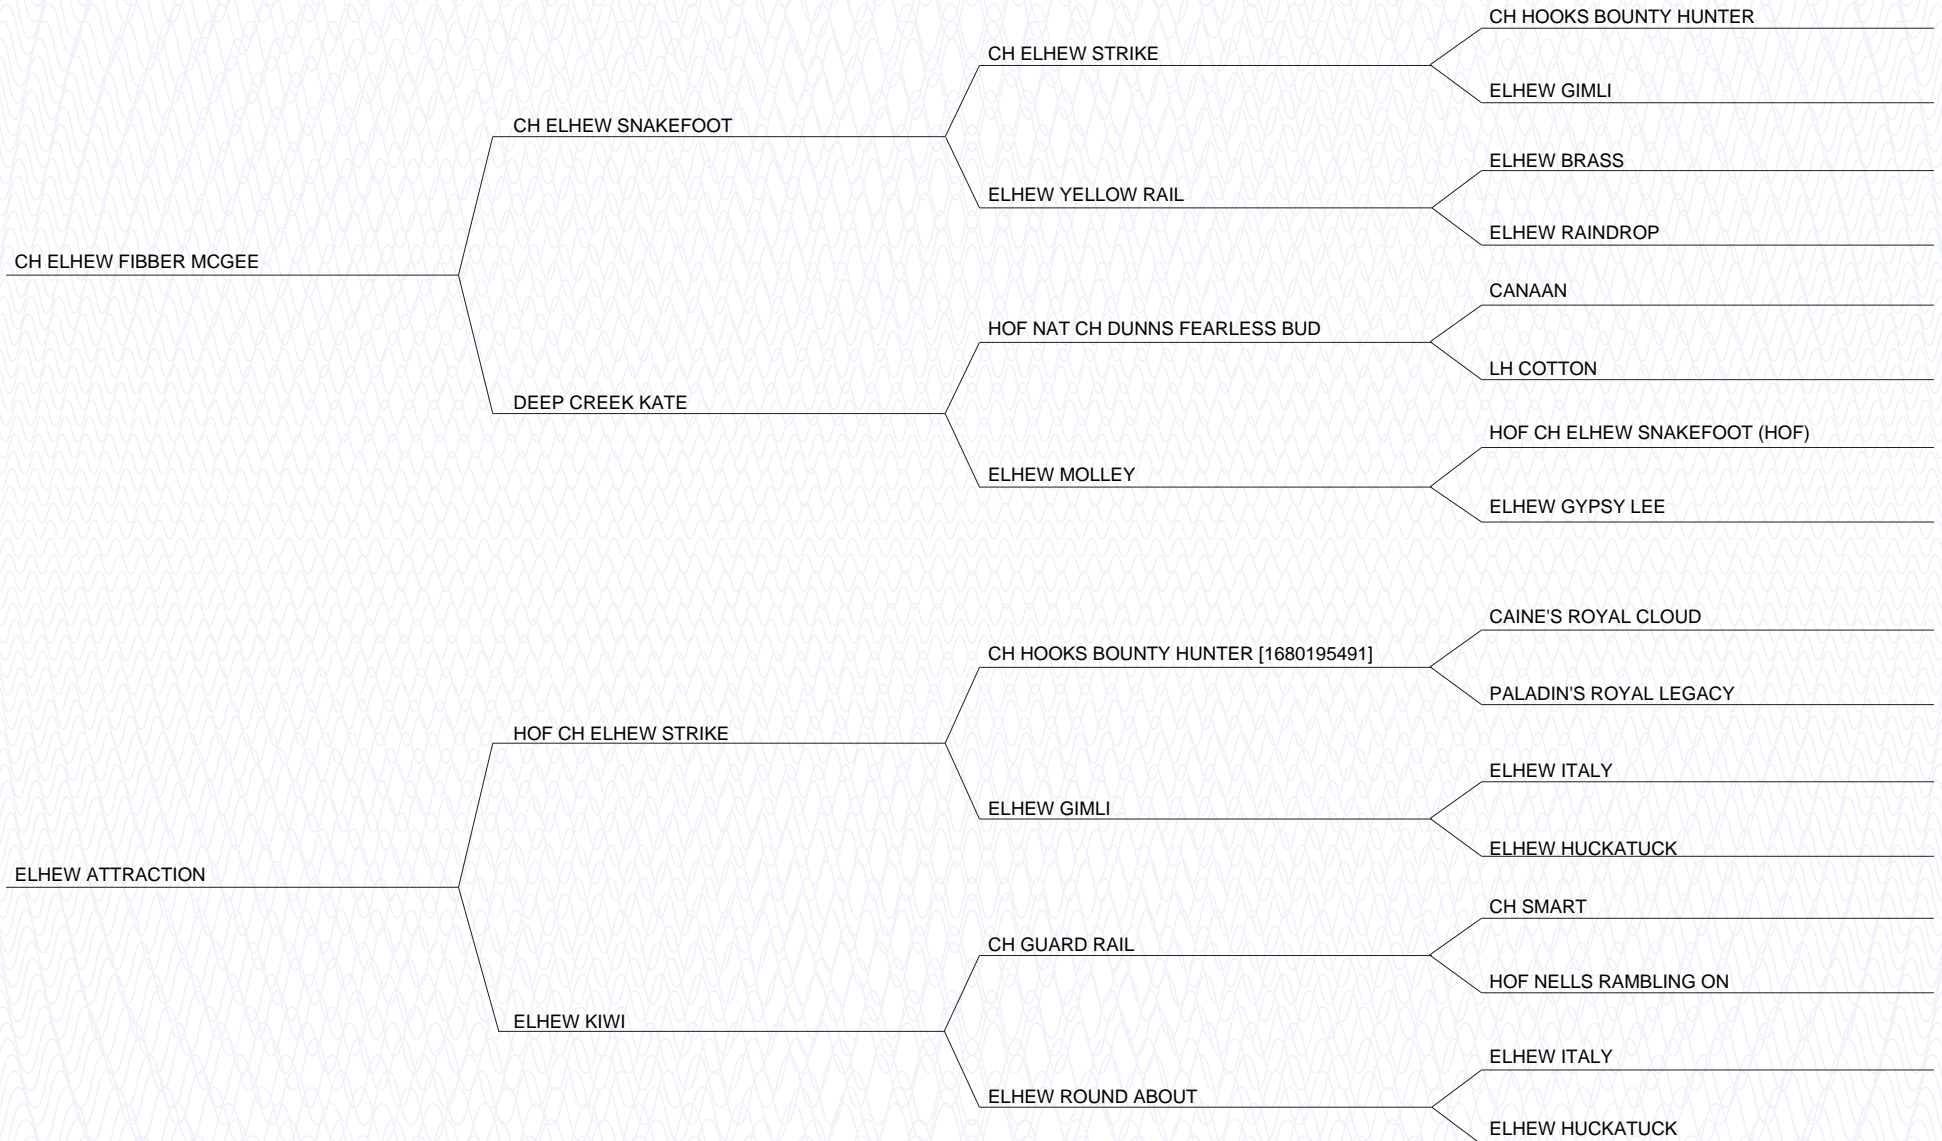 CH HOOKS BOUNTY HUNTER
CH ELHEW STRIKE
ELHEW GIMLI
CH ELHEW SNAKEFOOT
ELHEW BRASS
ELHEW YELLOW RAIL
ELHEW RAINDROP
CH ELHEW FIBBER MCGEE
CANAAN
HOF NAT CH DUNNS FEARLESS BUD
LH COTTON
DEEP CREEK KATE
HOF CH ELHEW SNAKEFOOT (HOF)
ELHEW MOLLEY
ELHEW GYPSY LEE
CAINE'S ROYAL CLOUD
CH HOOKS BOUNTY HUNTER [1680195491]
PALADIN'S ROYAL LEGACY
HOF CH ELHEW STRIKE
ELHEW ITALY
ELHEW GIMLI
ELHEW HUCKATUCK
ELHEW ATTRACTION
CH SMART
CH GUARD RAIL
HOF NELLS RAMBLING ON
ELHEW KIWI
ELHEW ITALY
ELHEW ROUND ABOUT
ELHEW HUCKATUCK